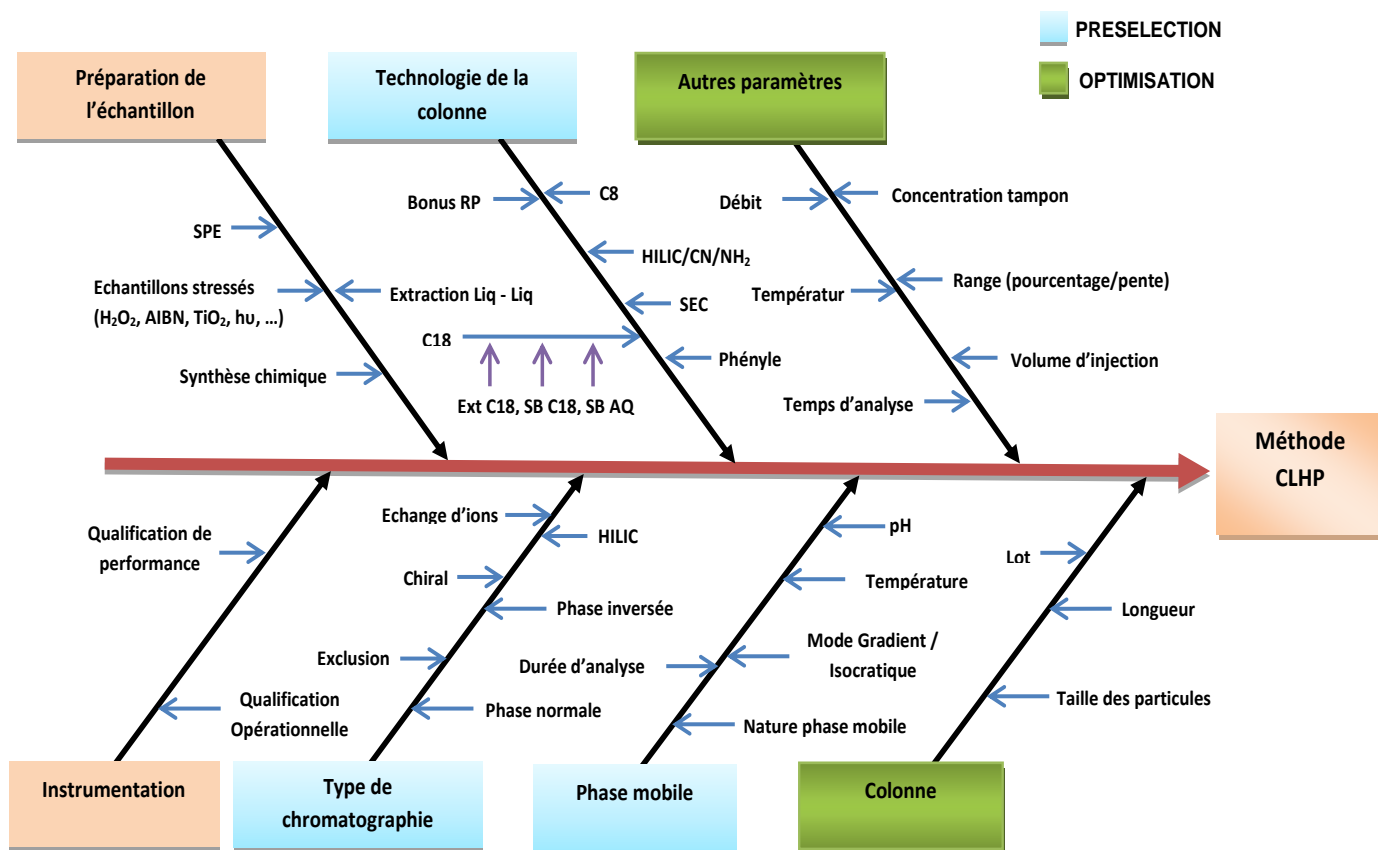 PRESELECTION
OPTIMISATION
Préparation de
l’échantillon
Technologie de la
colonne
Autres paramètres
SPE
Echantillons stressés
(H₂O₂, AIBN, TiO₂, hυ, …)
Extraction Liq - Liq
Synthèse chimique
Bonus RP
C8
HILIC/CN/NH₂
SEC
C18
Phényle
Ext C18, SB C18, SB AQ
Débit
Concentration tampon
Températur
Range (pourcentage/pente)
Volume d’injection
Temps d’analyse
Méthode
CLHP
Qualification de
performance
Qualification
Opérationnelle
Echange d’ions
HILIC
Chiral
Phase inversée
Exclusion
Phase normale
pH
Température
Mode Gradient /
Isocratique
Durée d’analyse
Nature phase mobile
Lot
Longueur
Taille des particules
Instrumentation
Type de
chromatographie
Phase mobile
Colonne